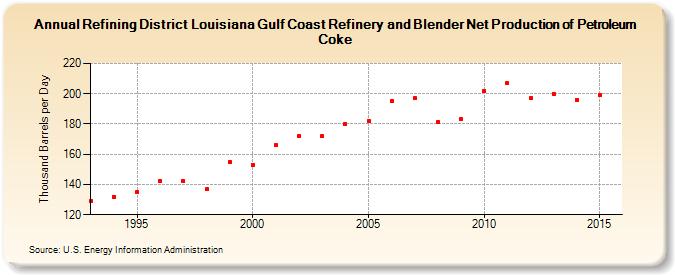 Annual Refining District Louisiana Gulf Coast Refinery and Blender Net Production of Petroleum
Coke
Thousand Barrels per Day
220
200
180
160
140
120
1995
2000
2005
2010
2015
Source: U.S. Energy Information Administration